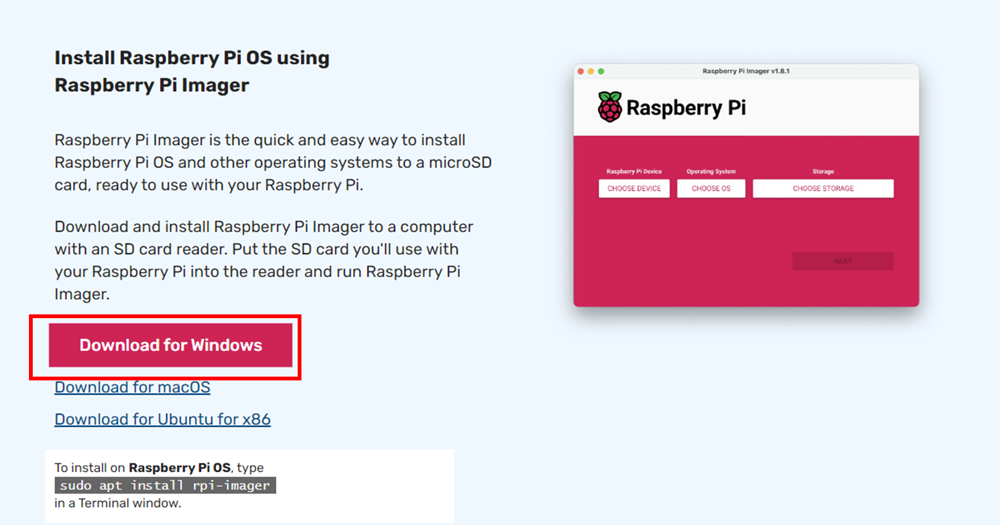 Install Raspberry Pi OS using
Raspberry Pi Imager
Raspberry Pi Imager is the quick and easy way to install
Raspberry Pi OS and other operating systems to a microSD
card, ready to use with your Raspberry Pi.
Download and install Raspberry Pi Imager to a computer
with an SD card reader. Put the SD card you'll use with
your Raspberry Pi into the reader and run Raspberry Pi
Imager.
Download for Windows
Download for macOS
Download for Ubuntu for x86
To install on Raspberry Pi OS, type
sudo apt install rpi-imager
in a Terminal window.
Raspberry Pi Imager v1.8.1
Raspberry Pi
Raspberry Pi Device Operating System Storage
CHOOSE DEVICE CHOOSE OS CHOOSE STORAGE
NEXT